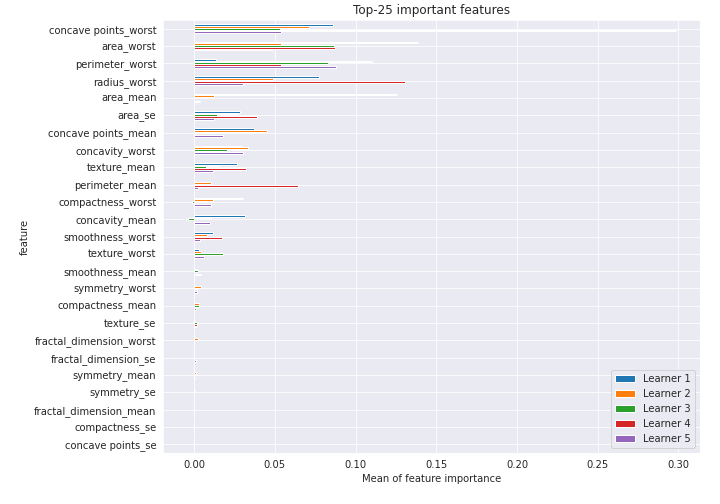 Top-25 important features
concave points_worst
area_worst
perimeter_worst
radius_worst
area_mean
area_se
concave points_mean
concavity_worst
texture_mean
perimeter_mean
compactness_worst
concavity_mean
smoothness_worst
texture_worst
smoothness_mean
symmetry_worst
compactness_mean
texture_se
fractal_dimension_worst
fractal_dimension_se
symmetry_mean
symmetry_se
fractal_dimension_mean
compactness_se
concave points_se
feature
Learner 1
Learner 2
Learner 3
Learner 4
Learner 5
0.00 0.05 0.10 0.15 0.20 0.25 0.30
Mean of feature importance